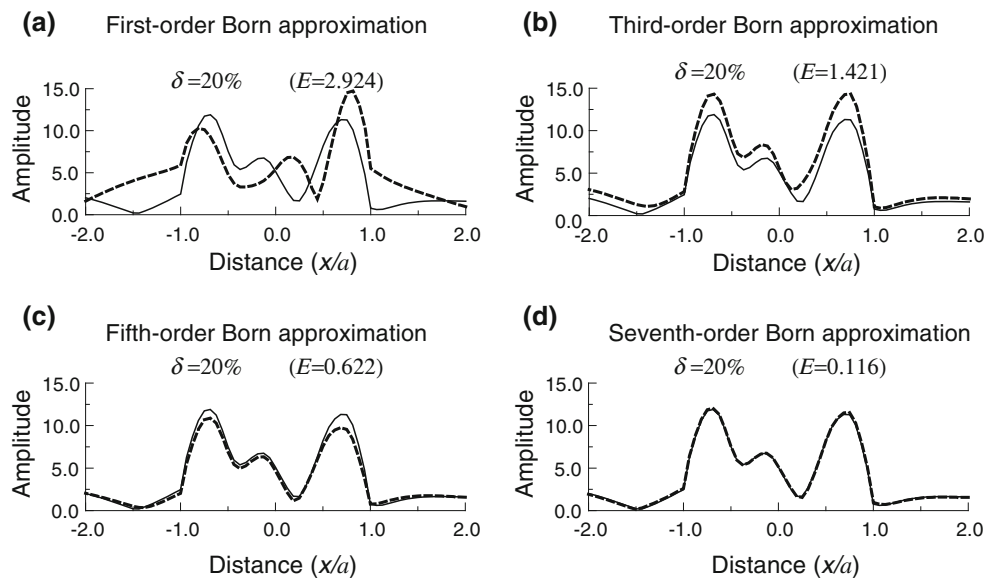 (a) First-order Born approximation
δ=20% (E=2.924)
Amplitude
15.0
10.0
5.0
0.0
-2.0 -1.0 0.0 1.0 2.0
Distance (x/a)
(b) Third-order Born approximation
δ=20% (E=1.421)
Amplitude
15.0
10.0
5.0
0.0
-2.0 -1.0 0.0 1.0 2.0
Distance (x/a)
(c) Fifth-order Born approximation
δ=20% (E=0.622)
Amplitude
15.0
10.0
5.0
0.0
-2.0 -1.0 0.0 1.0 2.0
Distance (x/a)
(d) Seventh-order Born approximation
δ=20% (E=0.116)
Amplitude
15.0
10.0
5.0
0.0
-2.0 -1.0 0.0 1.0 2.0
Distance (x/a)